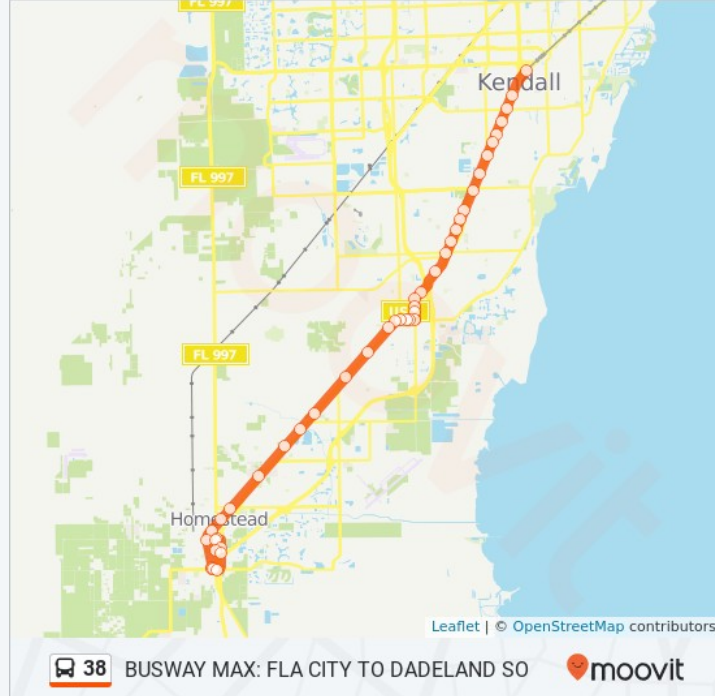 FL 997
Kendall
FL 997
US
FL 997
Homestead
Leaflet | © OpenStreetMap contributors
38 BUSWAY MAX: FLA CITY TO DADELAND SO
moovit